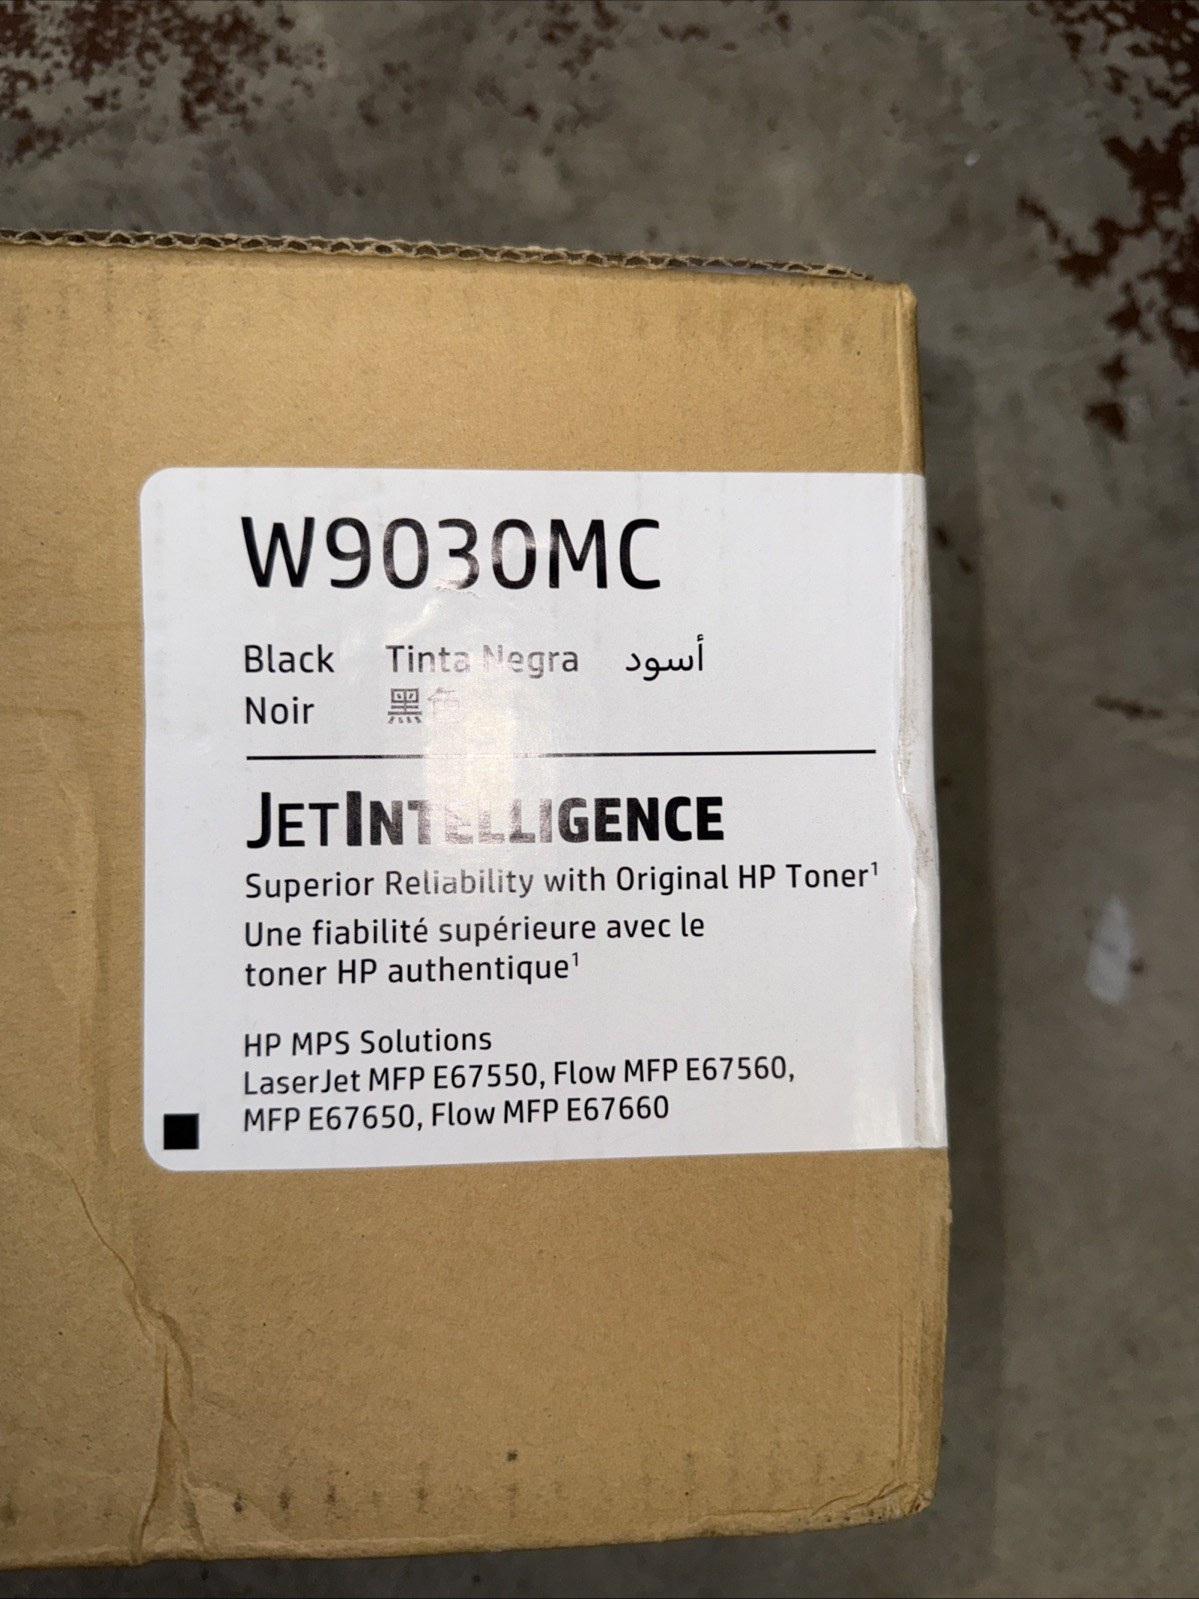 W9030MC
Black Tinta Negra أسود
Noir 黑色
JETINTELLIGENCE
Superior Reliability with Original HP Toner¹
Une fiabilité supérieure avec le
toner HP authentique¹
HP MPS Solutions
LaserJet MFP E67550, Flow MFP E67560,
MFP E67650, Flow MFP E67660